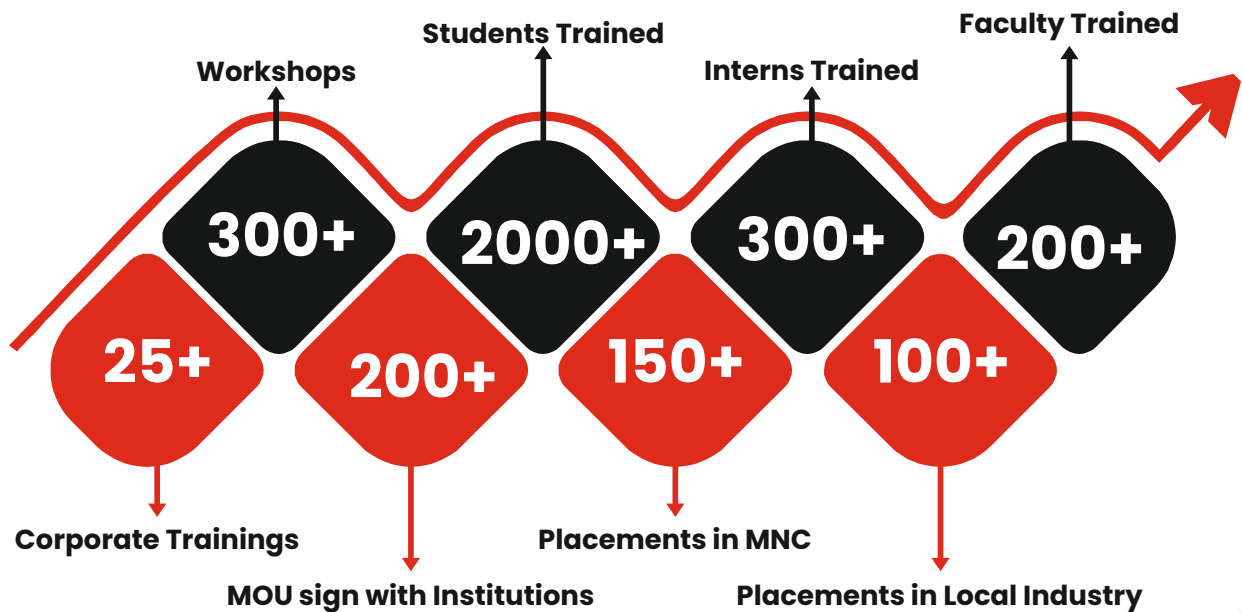 Faculty Trained
Students Trained
Workshops
Interns Trained
300+
2000+
300+
200+
25+
200+
150+
100+
Corporate Trainings
Placements in MNC
MOU sign with Institutions
Placements in Local Industry